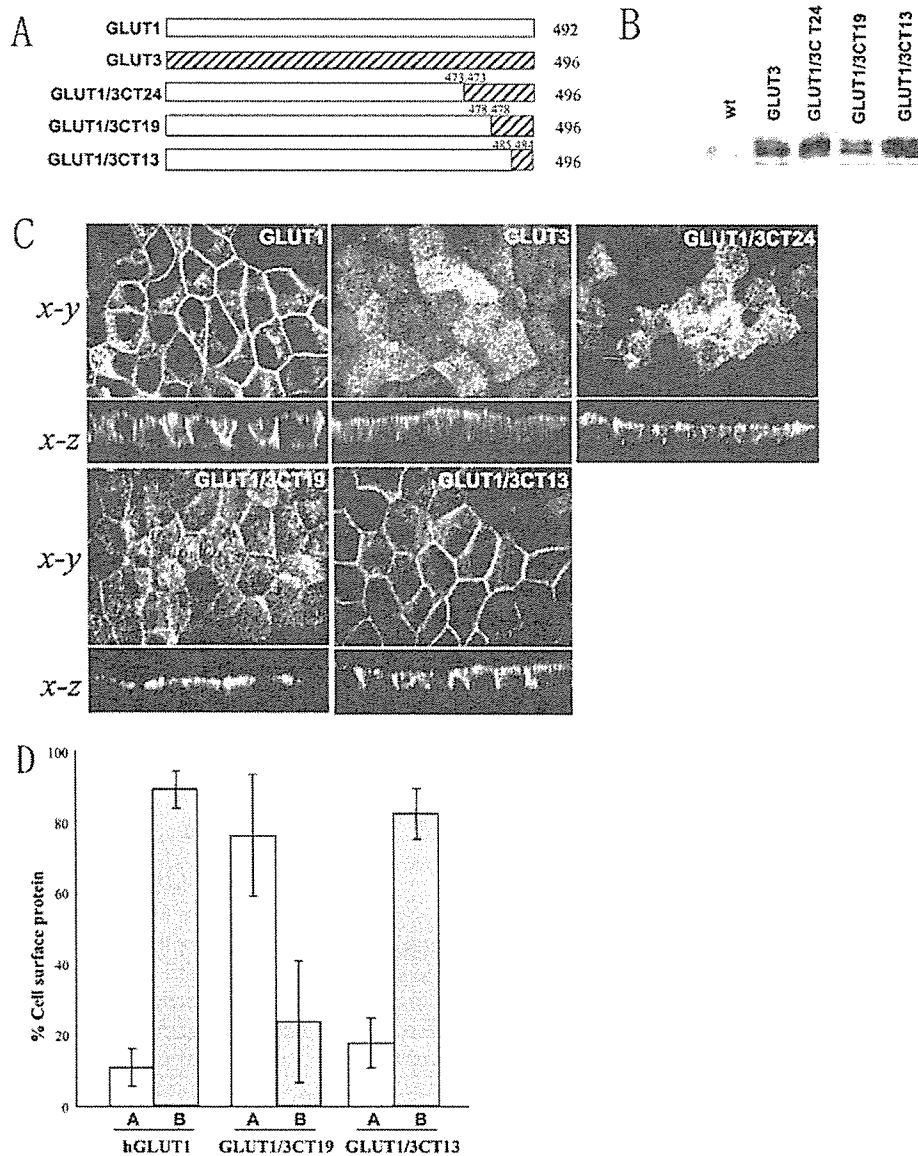 A
GLUT1 492
GLUT3 496
473 473
GLUT1/3CT24 496
478 478
GLUT1/3CT19 496
485 484
GLUT1/3CT13 496
B
wt
GLUT3
GLUT1/3C T24
GLUT1/3CT19
GLUT1/3CT13
C
GLUT1
GLUT3
GLUT1/3CT24
x-y
x-z
GLUT1/3CT19
GLUT1/3CT13
x-y
x-z
D
% Cell surface protein
100
80
60
40
20
0
A B A B A B
hGLUT1 GLUT1/3CT19 GLUT1/3CT13